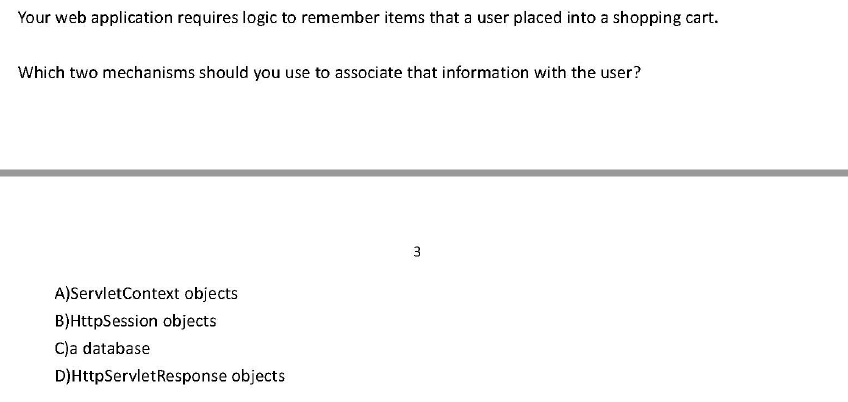 Your web application requires logic to remember items that a user placed into a shopping cart.
Which two mechanisms should you use to associate that information with the user?
3
A)ServletContext objects
B)HttpSession objects
C)a database
D)HttpServletResponse objects